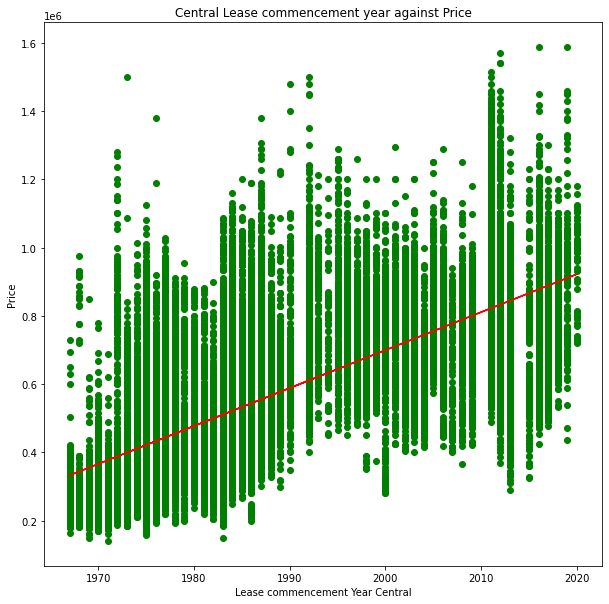 Central Lease commencement year against Price
1e6
1.6
1.4
1.2
1.0
0.8
0.6
0.4
0.2
Price
1970 1980 1990 2000 2010 2020
Lease commencement Year Central